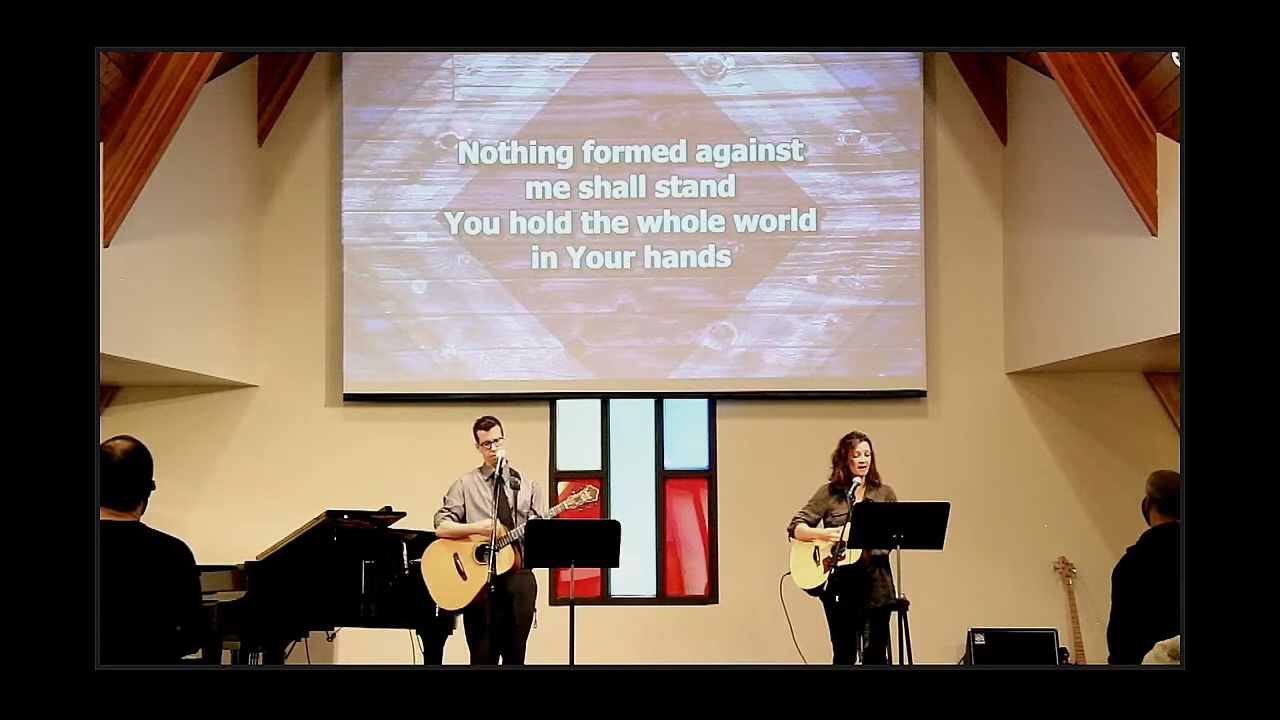 Nothing formed against
me shall stand
You hold the whole world
in Your hands